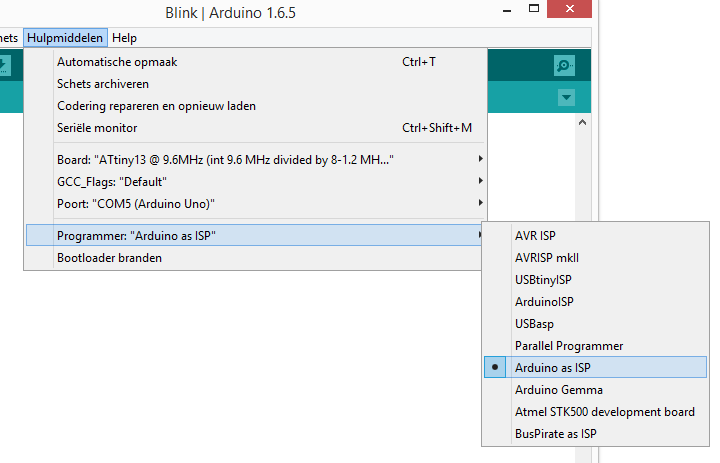 Blink | Arduino 1.6.5
nets Hulpmiddelen Help
Automatische opmaak Ctrl+T
Schets archiveren
Codering repareren en opnieuw laden
Seriële monitor Ctrl+Shift+M
Board: "ATtiny13 @ 9.6MHz (int 9.6 MHz divided by 8-1.2 MH..."
GCC_Flags: "Default"
Poort: "COM5 (Arduino Uno)"
Programmer: "Arduino as ISP"
Bootloader branden
AVR ISP
AVRISP mkII
USBtinyISP
ArduinoISP
USBasp
Parallel Programmer
Arduino as ISP
Arduino Gemma
Atmel STK500 development board
BusPirate as ISP